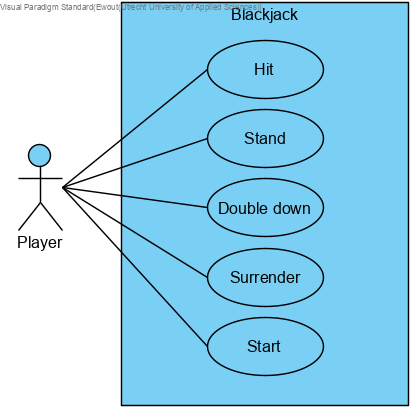 Visual Paradigm Standard(Ewout(Utrecht University of Applied Sciences))
Blackjack
Hit
Stand
Double down
Surrender
Start
Player